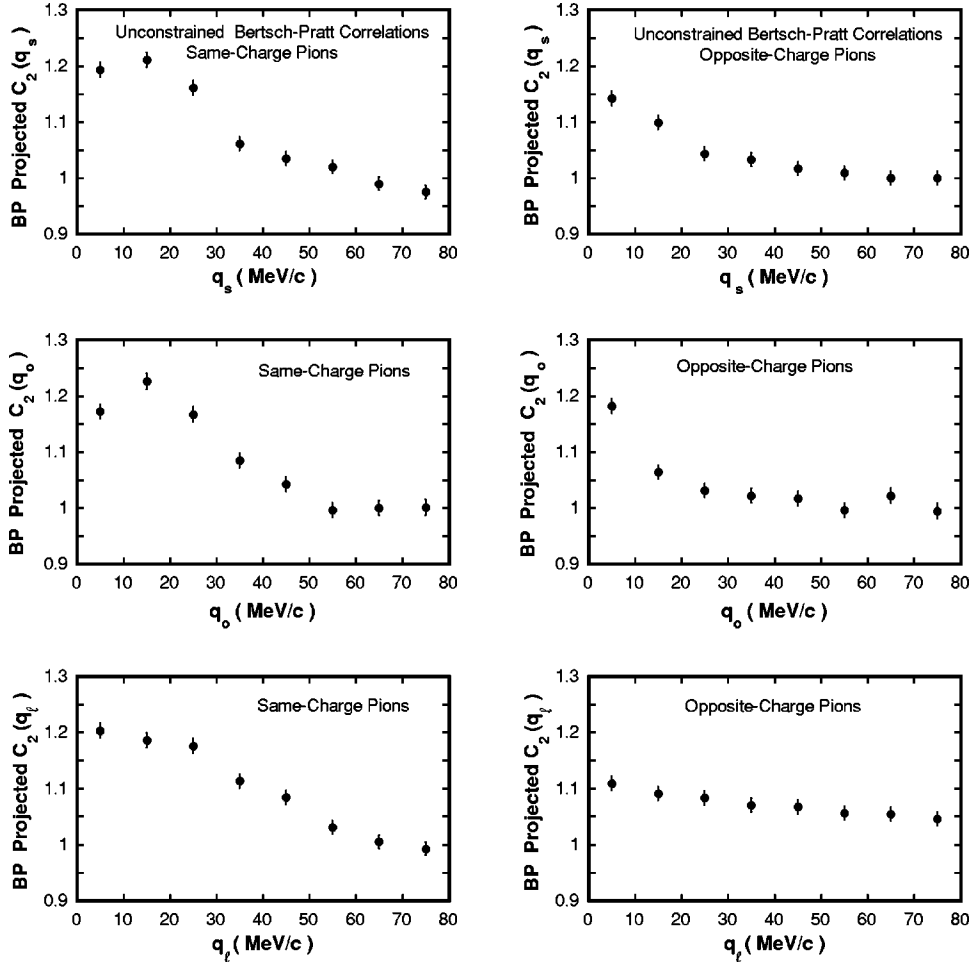 Unconstrained Bertsch-Pratt Correlations
Same-Charge Pions
BP Projected C2(qs)
1.3
1.2
1.1
1
0.9
0 10 20 30 40 50 60 70 80
qs (MeV/c)
Unconstrained Bertsch-Pratt Correlations
Opposite-Charge Pions
BP Projected C2(qs)
1.3
1.2
1.1
1
0.9
0 10 20 30 40 50 60 70 80
qs (MeV/c)
Same-Charge Pions
BP Projected C2(qo)
1.3
1.2
1.1
1
0.9
0 10 20 30 40 50 60 70 80
qo (MeV/c)
Opposite-Charge Pions
BP Projected C2(qo)
1.3
1.2
1.1
1
0.9
0 10 20 30 40 50 60 70 80
qo (MeV/c)
Same-Charge Pions
BP Projected C2(qℓ)
1.3
1.2
1.1
1
0.9
0 10 20 30 40 50 60 70 80
qℓ (MeV/c)
Opposite-Charge Pions
BP Projected C2(qℓ)
1.3
1.2
1.1
1
0.9
0 10 20 30 40 50 60 70 80
qℓ (MeV/c)